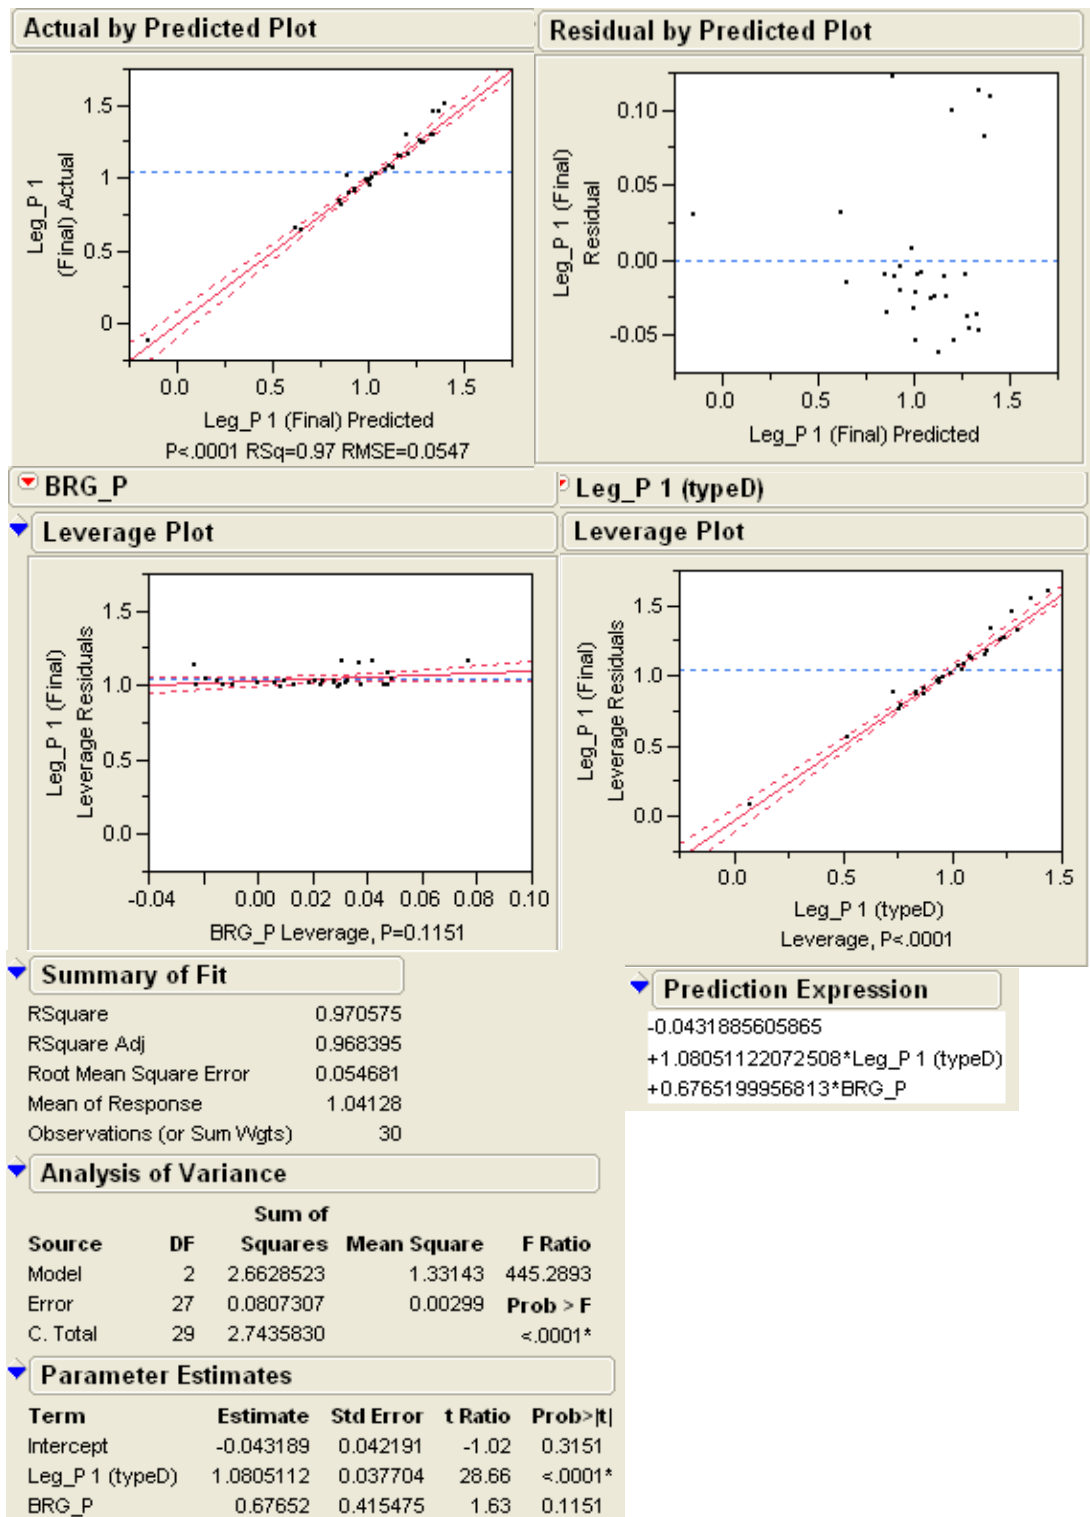 Actual by Predicted Plot
1.5
1
0.5
0
Leg_P 1
(Final) Actual
0.0 0.5 1.0 1.5
Leg_P 1 (Final) Predicted
P<.0001 RSq=0.97 RMSE=0.0547
Residual by Predicted Plot
0.10
0.05
0.00
-0.05
Leg_P 1 (Final)
Residual
0.0 0.5 1.0 1.5
Leg_P 1 (Final) Predicted
BRG_P
Leverage Plot
1.5
1.0
0.5
0.0
Leg_P 1 (Final)
Leverage Residuals
-0.04 0.00 0.02 0.04 0.06 0.08 0.10
BRG_P Leverage, P=0.1151
Leg_P 1 (typeD)
Leverage Plot
1.5
1.0
0.5
0.0
Leg_P 1 (Final)
Leverage Residuals
0.0 0.5 1.0 1.5
Leg_P 1 (typeD)
Leverage, P<.0001
Summary of Fit
RSquare 0.970575
RSquare Adj 0.968395
Root Mean Square Error 0.054681
Mean of Response 1.04128
Observations (or Sum Wgts) 30
Prediction Expression
-0.0431885605865
+1.08051122072508*Leg_P 1 (typeD)
+0.6765199956813*BRG_P
Analysis of Variance
Sum of
Source DF Squares Mean Square F Ratio
Model 2 2.6628523 1.33143 445.2893
Error 27 0.0807307 0.00299 Prob > F
C. Total 29 2.7435830 <.0001*
Parameter Estimates
Term Estimate Std Error t Ratio Prob>|t|
Intercept -0.043189 0.042191 -1.02 0.3151
Leg_P 1 (typeD) 1.0805112 0.037704 28.66 <.0001*
BRG_P 0.67652 0.415475 1.63 0.1151